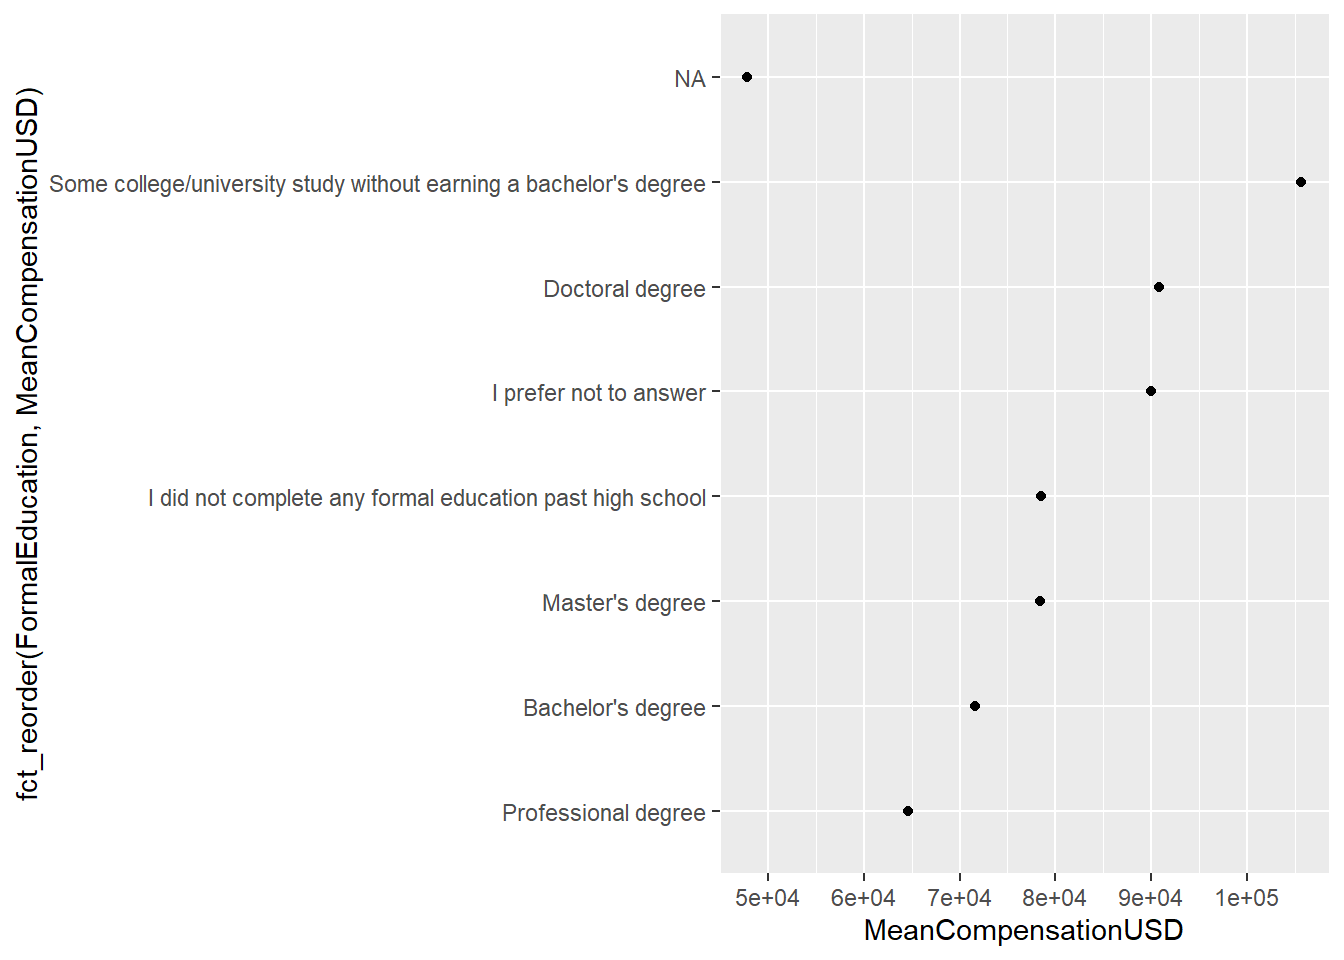 fct_reorder(FormalEducation, MeanCompensationUSD)
NA
Some college/university study without earning a bachelor's degree
Doctoral degree
I prefer not to answer
I did not complete any formal education past high school
Master's degree
Bachelor's degree
Professional degree
5e+04 6e+04 7e+04 8e+04 9e+04 1e+05
MeanCompensationUSD